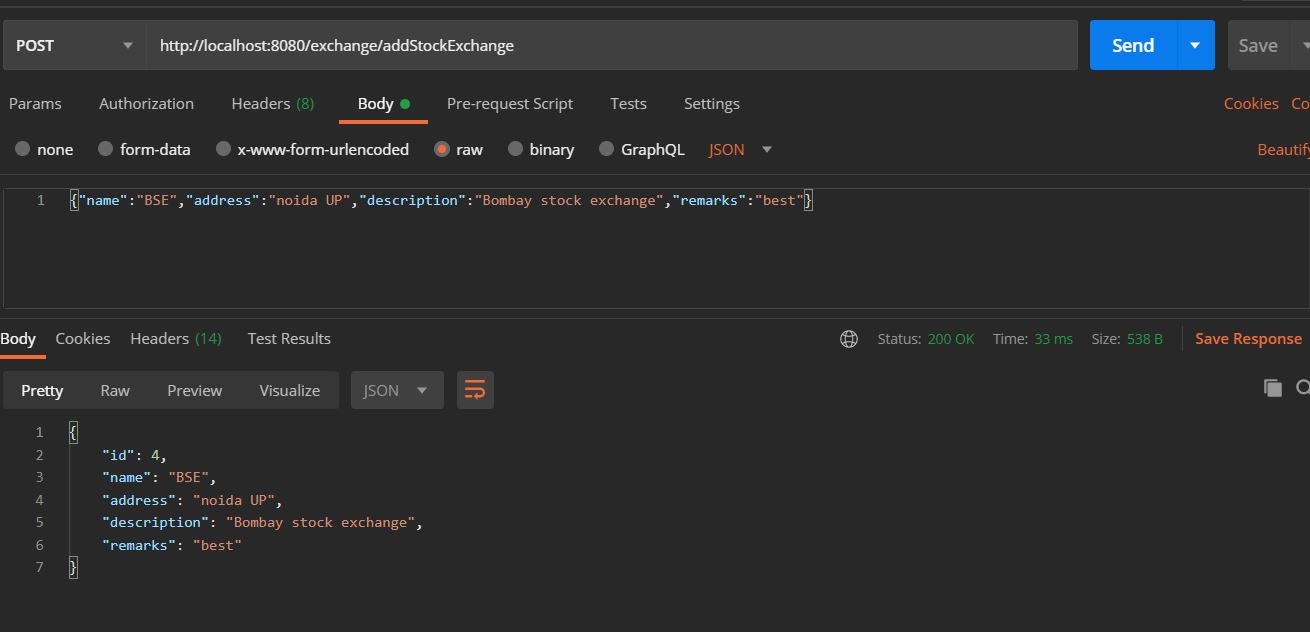 POST http://localhost:8080/exchange/addStockExchange Send Save
Params Authorization Headers (8) Body Pre-request Script Tests Settings Cookies Co
none form-data x-www-form-urlencoded raw binary GraphQL JSON Beautify
1 {"name":"BSE","address":"noida UP","description":"Bombay stock exchange","remarks":"best"}
Body Cookies Headers (14) Test Results Status: 200 OK Time: 33 ms Size: 538 B Save Response
Pretty Raw Preview Visualize JSON
1 {
2 "id": 4,
3 "name": "BSE",
4 "address": "noida UP",
5 "description": "Bombay stock exchange",
6 "remarks": "best"
7 }